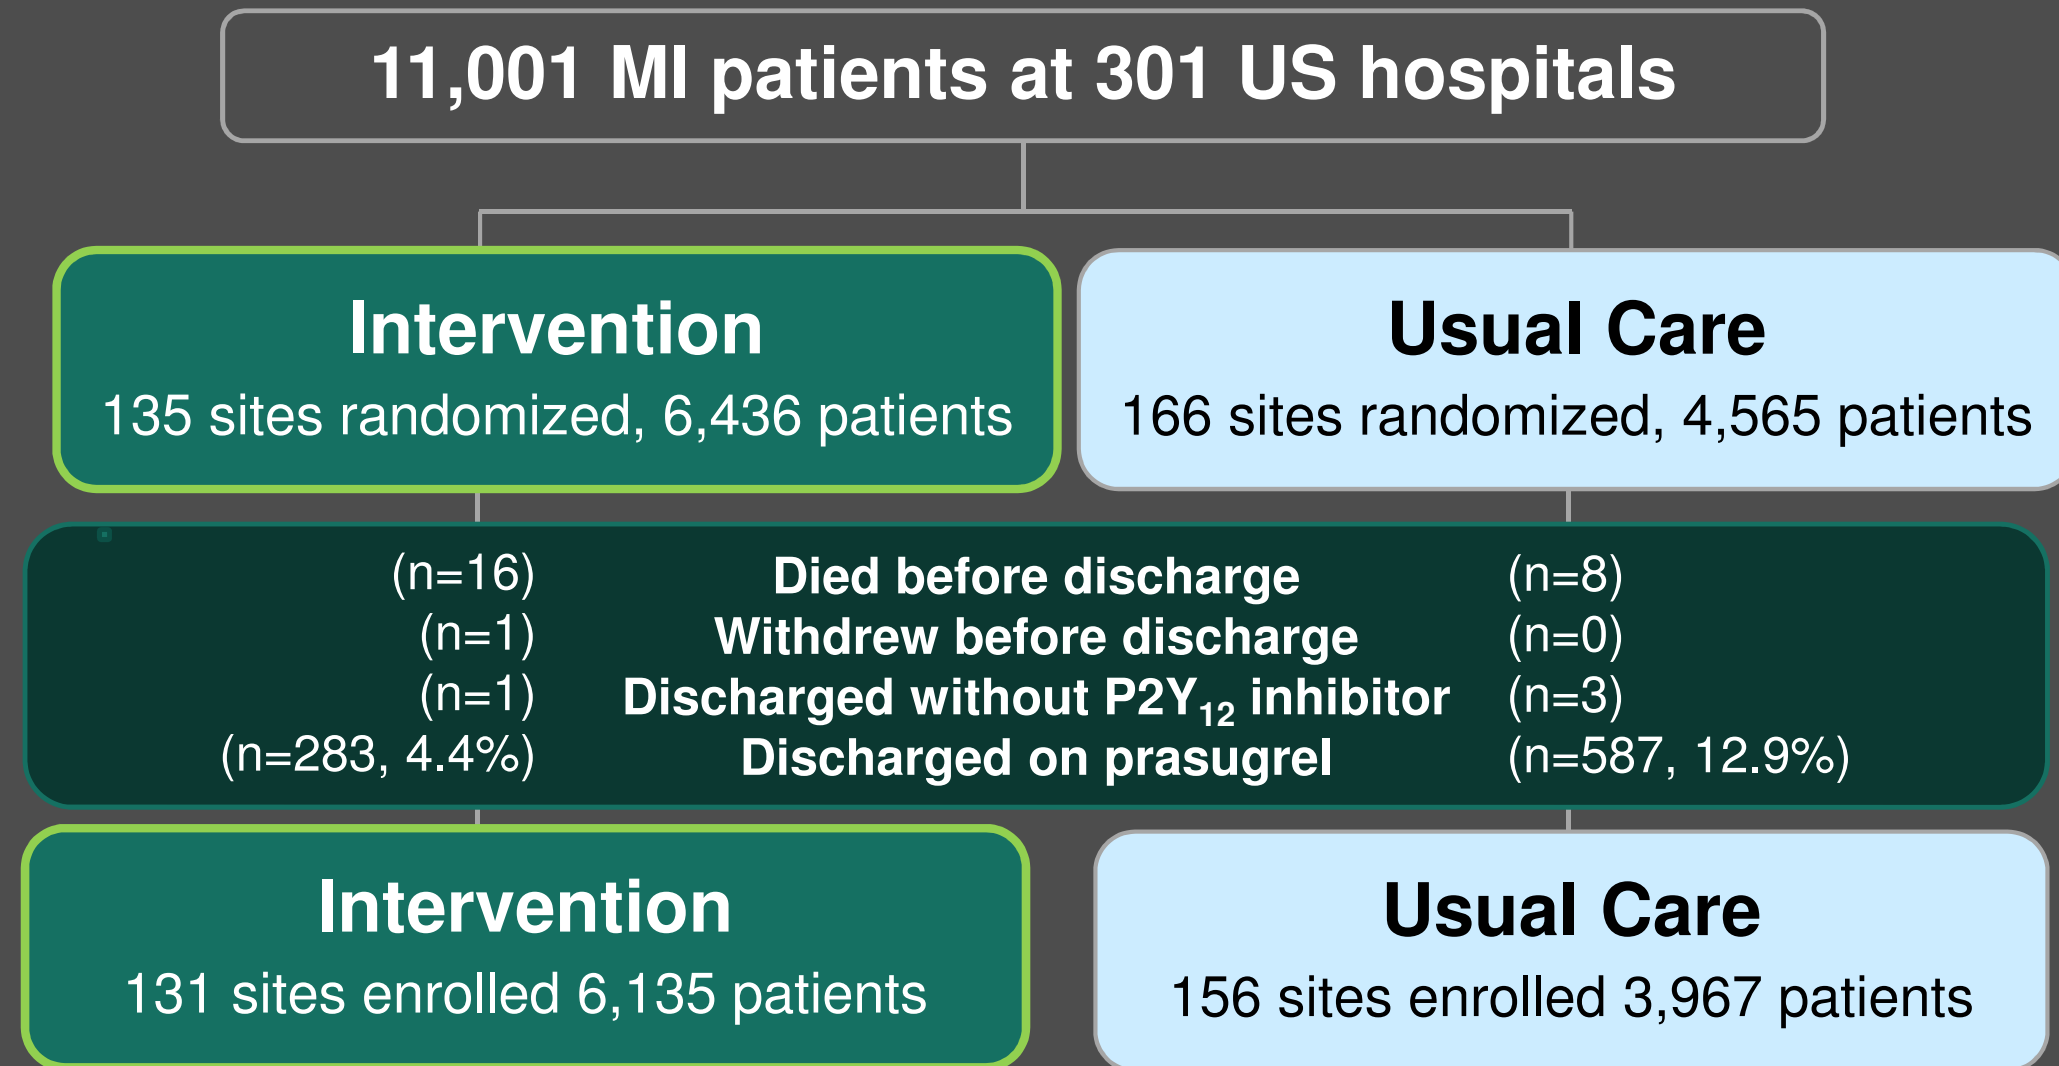 11,001 MI patients at 301 US hospitals
Intervention
135 sites randomized, 6,436 patients
Usual Care
166 sites randomized, 4,565 patients
(n=16) Died before discharge (n=8)
(n=1) Withdrew before discharge (n=0)
(n=1) Discharged without P2Y₁₂ inhibitor (n=3)
(n=283, 4.4%) Discharged on prasugrel (n=587, 12.9%)
Intervention
131 sites enrolled 6,135 patients
Usual Care
156 sites enrolled 3,967 patients